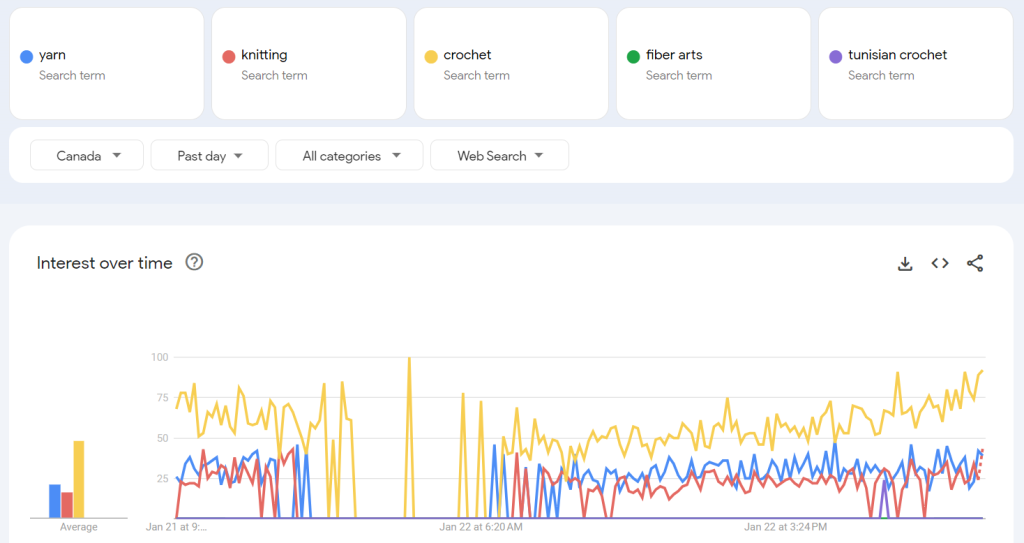 yarn
Search term
knitting
Search term
crochet
Search term
fiber arts
Search term
tunisian crochet
Search term
Canada
Past day
All categories
Web Search
Interest over time
100
75
50
25
Average
Jan 21 at 9:...
Jan 22 at 6:20 AM
Jan 22 at 3:24 PM